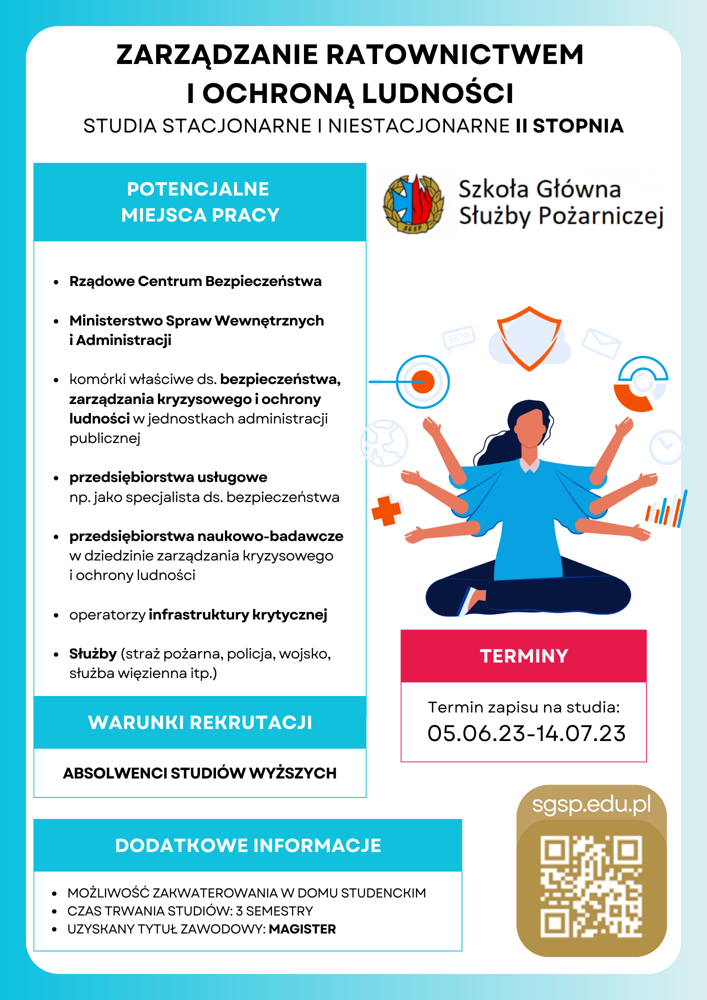 ZARZĄDZANIE RATOWNICTWEM
I OCHRONĄ LUDNOŚCI
STUDIA STACJONARNE I NIESTACJONARNE II STOPNIA
POTENCJALNE
MIEJSCA PRACY
• Rządowe Centrum Bezpieczeństwa
• Ministerstwo Spraw Wewnętrznych
i Administracji
• komórki właściwe ds. bezpieczeństwa,
zarządzania kryzysowego i ochrony
ludności w jednostkach administracji
publicznej
• przedsiębiorstwa usługowe
np. jako specjalista ds. bezpieczeństwa
• przedsiębiorstwa naukowo-badawcze
w dziedzinie zarządzania kryzysowego
i ochrony ludności
• operatorzy infrastruktury krytycznej
• Służby (straż pożarna, policja, wojsko,
służba więzienna itp.)
WARUNKI REKRUTACJI
ABSOLWENCI STUDIÓW WYŻSZYCH
SGSP
Szkoła Główna
Służby Pożarniczej
TERMINY
Termin zapisu na studia:
05.06.23-14.07.23
DODATKOWE INFORMACJE
• MOŻLIWOŚĆ ZAKWATEROWANIA W DOMU STUDENCKIM
• CZAS TRWANIA STUDIÓW: 3 SEMESTRY
• UZYSKANY TYTUŁ ZAWODOWY: MAGISTER
sgsp.edu.pl